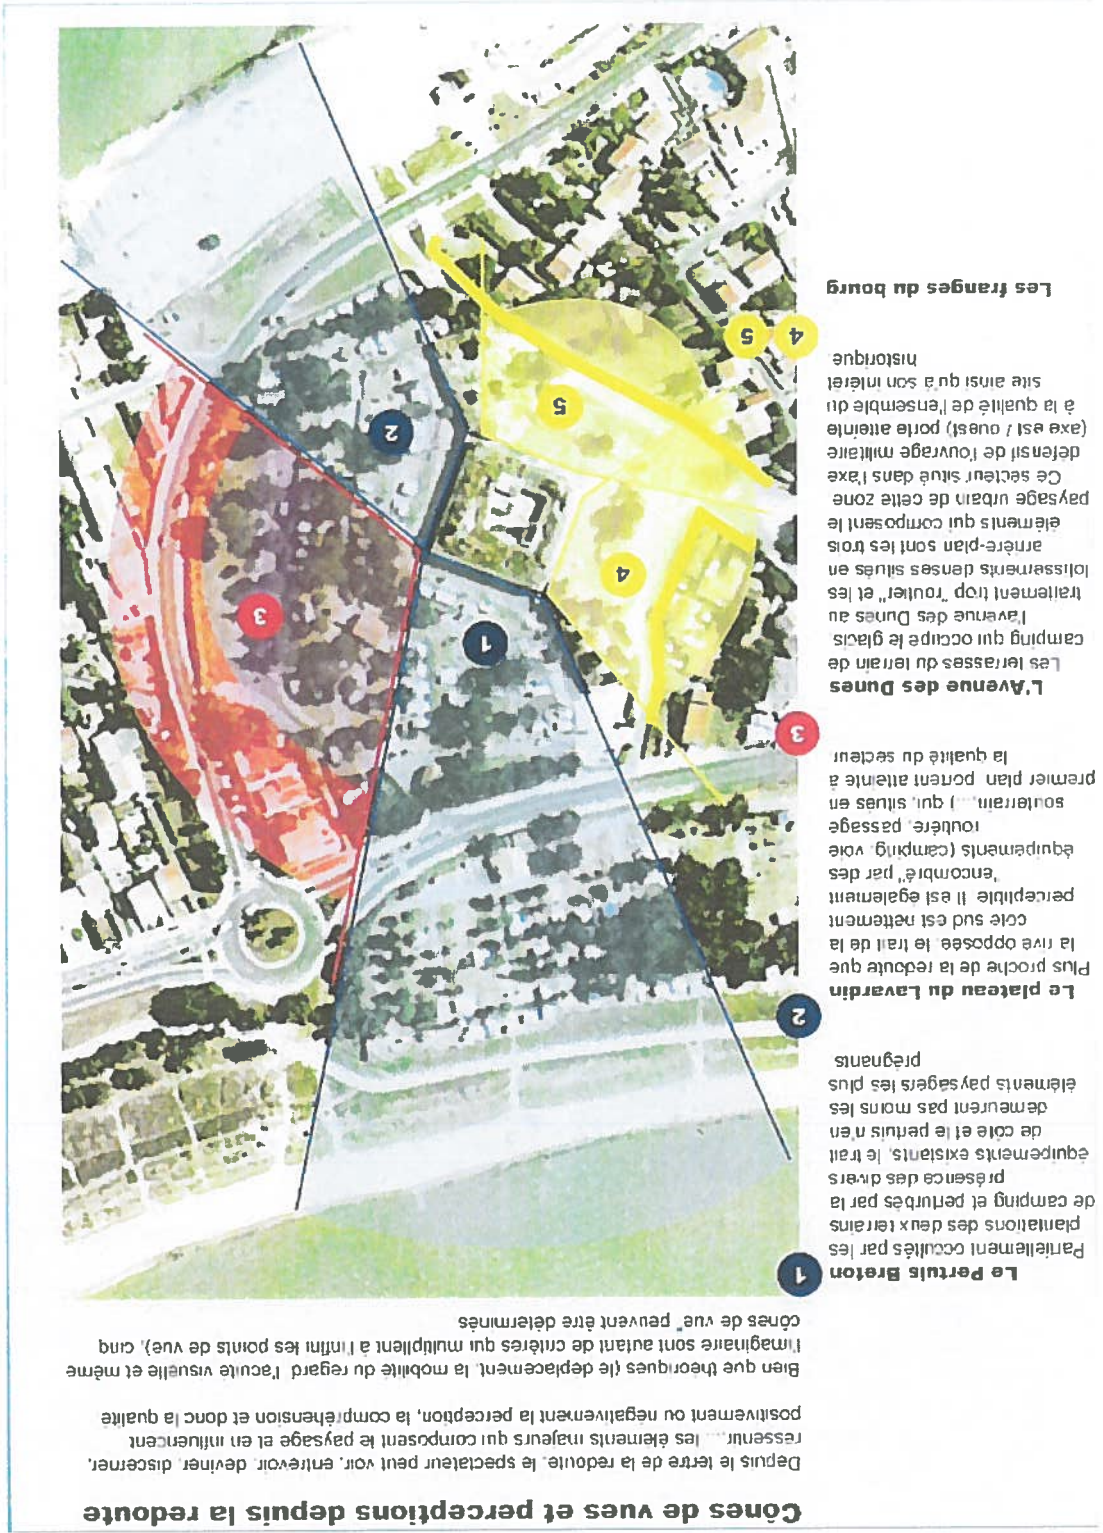 Cônes de vues et perceptions depuis la redoute
Depuis le tertre de la redoute, le spectateur peut voir, entrevoir, deviner, discerner,
ressentir,... les éléments majeurs qui composent le paysage et en influencent
positivement ou négativement la perception, la compréhension et donc la qualité
Bien que théoriques (le déplacement, la mobilité du regard, l'acuité visuelle et même
l'imaginaire sont autant de critères qui multiplient à l'infini les points de vue), cinq
cônes de vue" peuvent être déterminés
1
Le Pertuis Breton
Partiellement occultés par les
plantations des deux terrains
de camping et perturbés par la
présence des divers
équipements existants, le trait
de côte et le pertuis n'en
demeurent pas moins les
éléments paysagers les plus
prégnants
2
Le plateau du Lavardin
Plus proche de la redoute que
la rive opposée, le trait de la
côte sud est nettement
perceptible Il est également
"encombré" par des
équipements (camping, voie
routière, passage
souterrain,...) qui, situés en
premier plan portent atteinte à
la qualité du secteur
3
L'Avenue des Dunes
Les terrasses du terrain de
camping qui occupe le glacis,
l'avenue des Dunes au
traitement trop "routier" et les
lotissements denses situés en
arrière-plan sont les trois
éléments qui composent le
paysage urbain de cette zone
Ce secteur situé dans l'axe
défensif de l'ouvrage militaire
(axe est / ouest) porte atteinte
à la qualité de l'ensemble du
site ainsi qu'à son intérêt
historique
4 5
Les franges du bourg
1
2
3
4
5